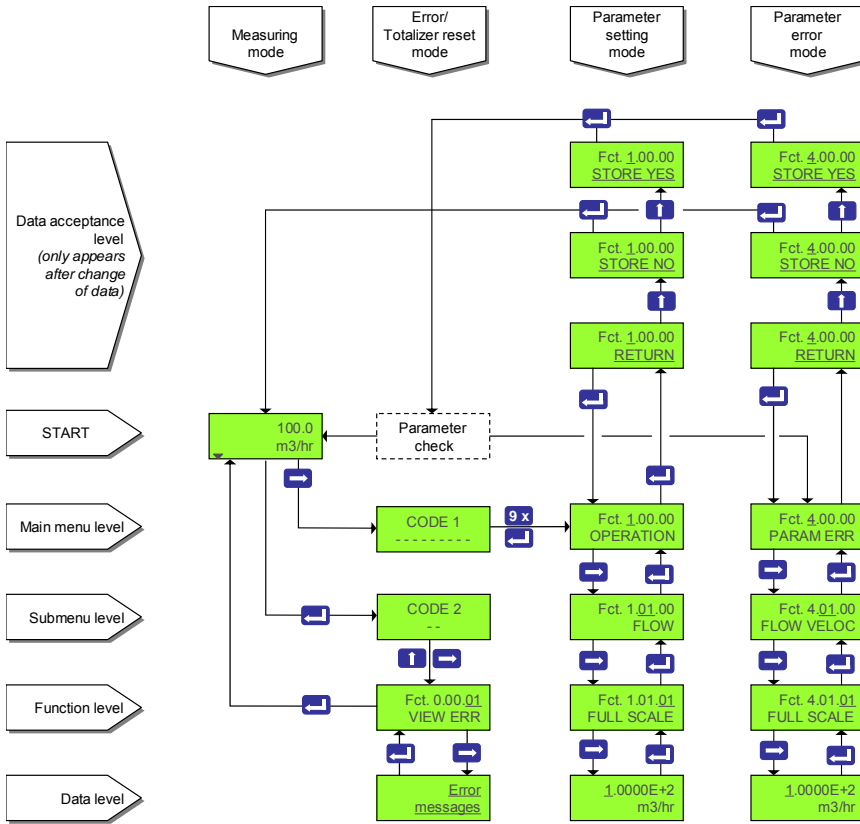 Measuring
mode
Error/
Totalizer reset
mode
Parameter
setting
mode
Parameter
error
mode
Data acceptance
level
(only appears
after change
of data)
Fct. 1.00.00
STORE YES
Fct. 4.00.00
STORE YES
Fct. 1.00.00
STORE NO
Fct. 4.00.00
STORE NO
Fct. 1.00.00
RETURN
Fct. 4.00.00
RETURN
START
100.0
m3/hr
Parameter
check
Main menu level
CODE 1
- - - - - - - - -
9 x
Fct. 1.00.00
OPERATION
Fct. 4.00.00
PARAM ERR
Submenu level
CODE 2
- -
Fct. 1.01.00
FLOW
Fct. 4.01.00
FLOW VELOC
Function level
Fct. 0.00.01
VIEW ERR
Fct. 1.01.01
FULL SCALE
Fct. 4.01.01
FULL SCALE
Data level
Error
messages
1.0000E+2
m3/hr
1.0000E+2
m3/hr